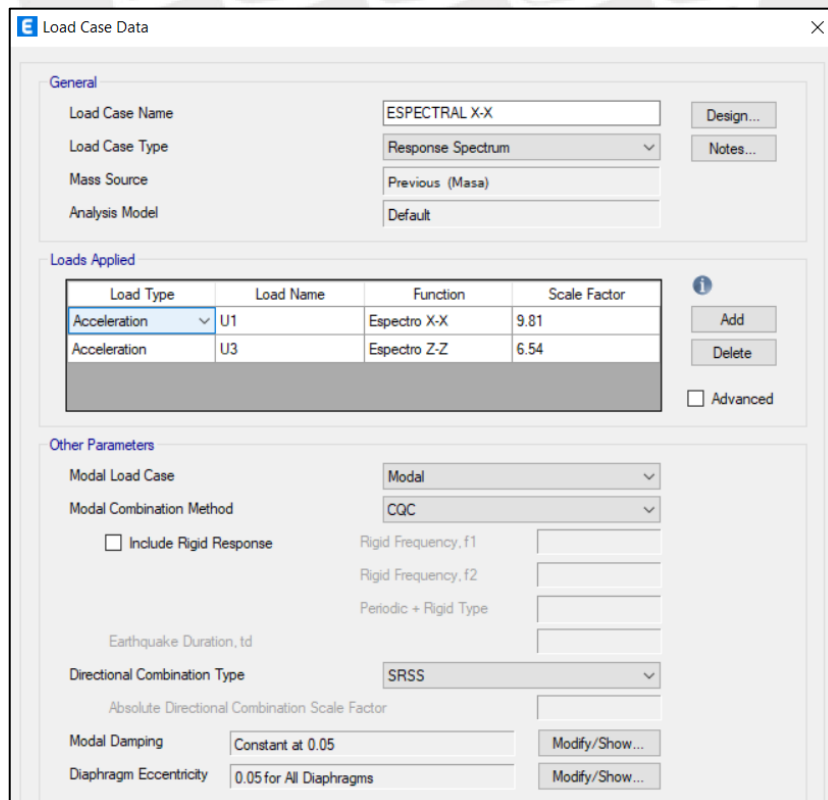 E Load Case Data
General
Load Case Name ESPECTRAL X-X Design...
Load Case Type Response Spectrum Notes...
Mass Source Previous (Masa)
Analysis Model Default
Loads Applied
Load Type Load Name Function Scale Factor
Acceleration U1 Espectro X-X 9.81 Add
Acceleration U3 Espectro Z-Z 6.54 Delete
Advanced
Other Parameters
Modal Load Case Modal
Modal Combination Method CQC
Include Rigid Response Rigid Frequency, f1
Rigid Frequency, f2
Periodic + Rigid Type
Earthquake Duration, td
Directional Combination Type SRSS
Absolute Directional Combination Scale Factor
Modal Damping Constant at 0.05 Modify/Show...
Diaphragm Eccentricity 0.05 for All Diaphragms Modify/Show...